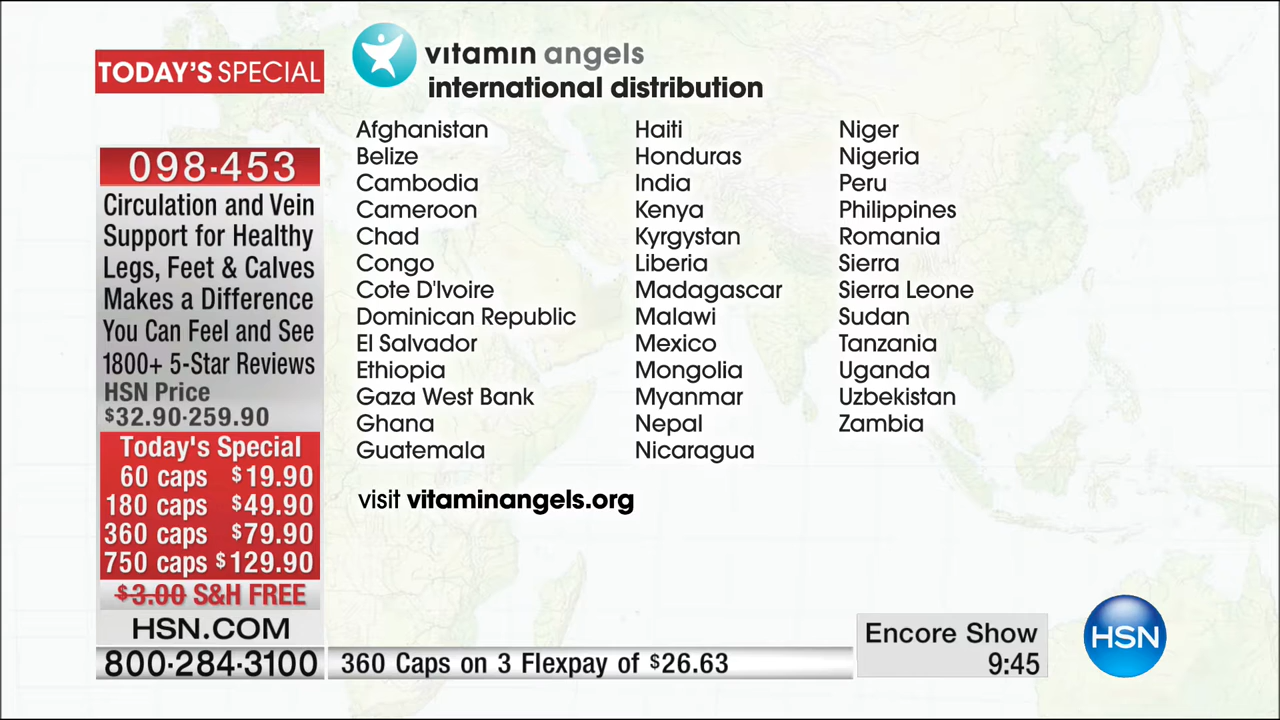 TODAY'S SPECIAL
098-453
Circulation and Vein
Support for Healthy
Legs, Feet & Calves
Makes a Difference
You Can Feel and See
1800+ 5-Star Reviews
HSN Price
$32.90-259.90
Today's Special
60 caps $19.90
180 caps $49.90
360 caps $79.90
750 caps $129.90
$3.00 S&H FREE
HSN.COM
800-284-3100
vitamin angels
international distribution
Afghanistan
Belize
Cambodia
Cameroon
Chad
Congo
Cote D'Ivoire
Dominican Republic
El Salvador
Ethiopia
Gaza West Bank
Ghana
Guatemala
Haiti
Honduras
India
Kenya
Kyrgystan
Liberia
Madagascar
Malawi
Mexico
Mongolia
Myanmar
Nepal
Nicaragua
Niger
Nigeria
Peru
Philippines
Romania
Sierra
Sierra Leone
Sudan
Tanzania
Uganda
Uzbekistan
Zambia
visit vitaminangels.org
360 Caps on 3 Flexpay of $26.63
Encore Show
9:45
HSN